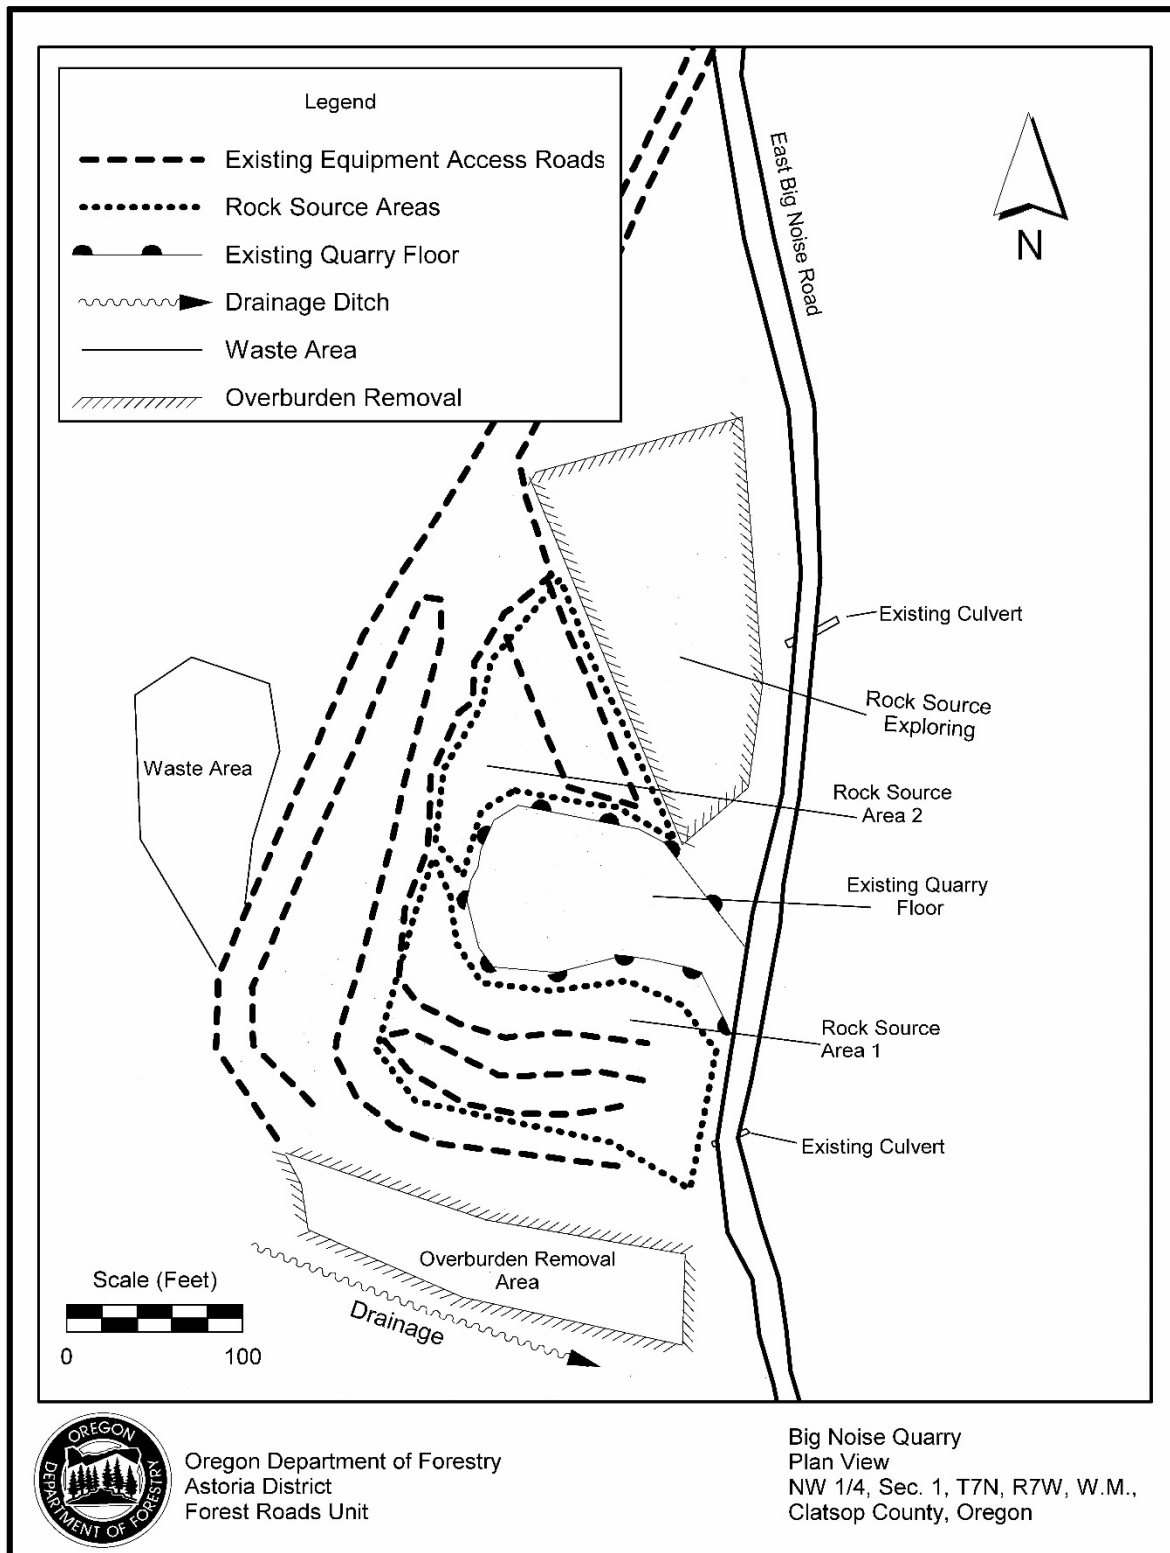 Legend
Existing Equipment Access Roads
Rock Source Areas
Existing Quarry Floor
Drainage Ditch
Waste Area
Overburden Removal
East Big Noise Road
N
Existing Culvert
Rock Source
Exploring
Waste Area
Rock Source
Area 2
Existing Quarry
Floor
Rock Source
Area 1
Existing Culvert
Overburden Removal
Area
Drainage
Scale (Feet)
0 100
OREGON
DEPARTMENT OF FORESTRY
Oregon Department of Forestry
Astoria District
Forest Roads Unit
Big Noise Quarry
Plan View
NW 1/4, Sec. 1, T7N, R7W, W.M.,
Clatsop County, Oregon